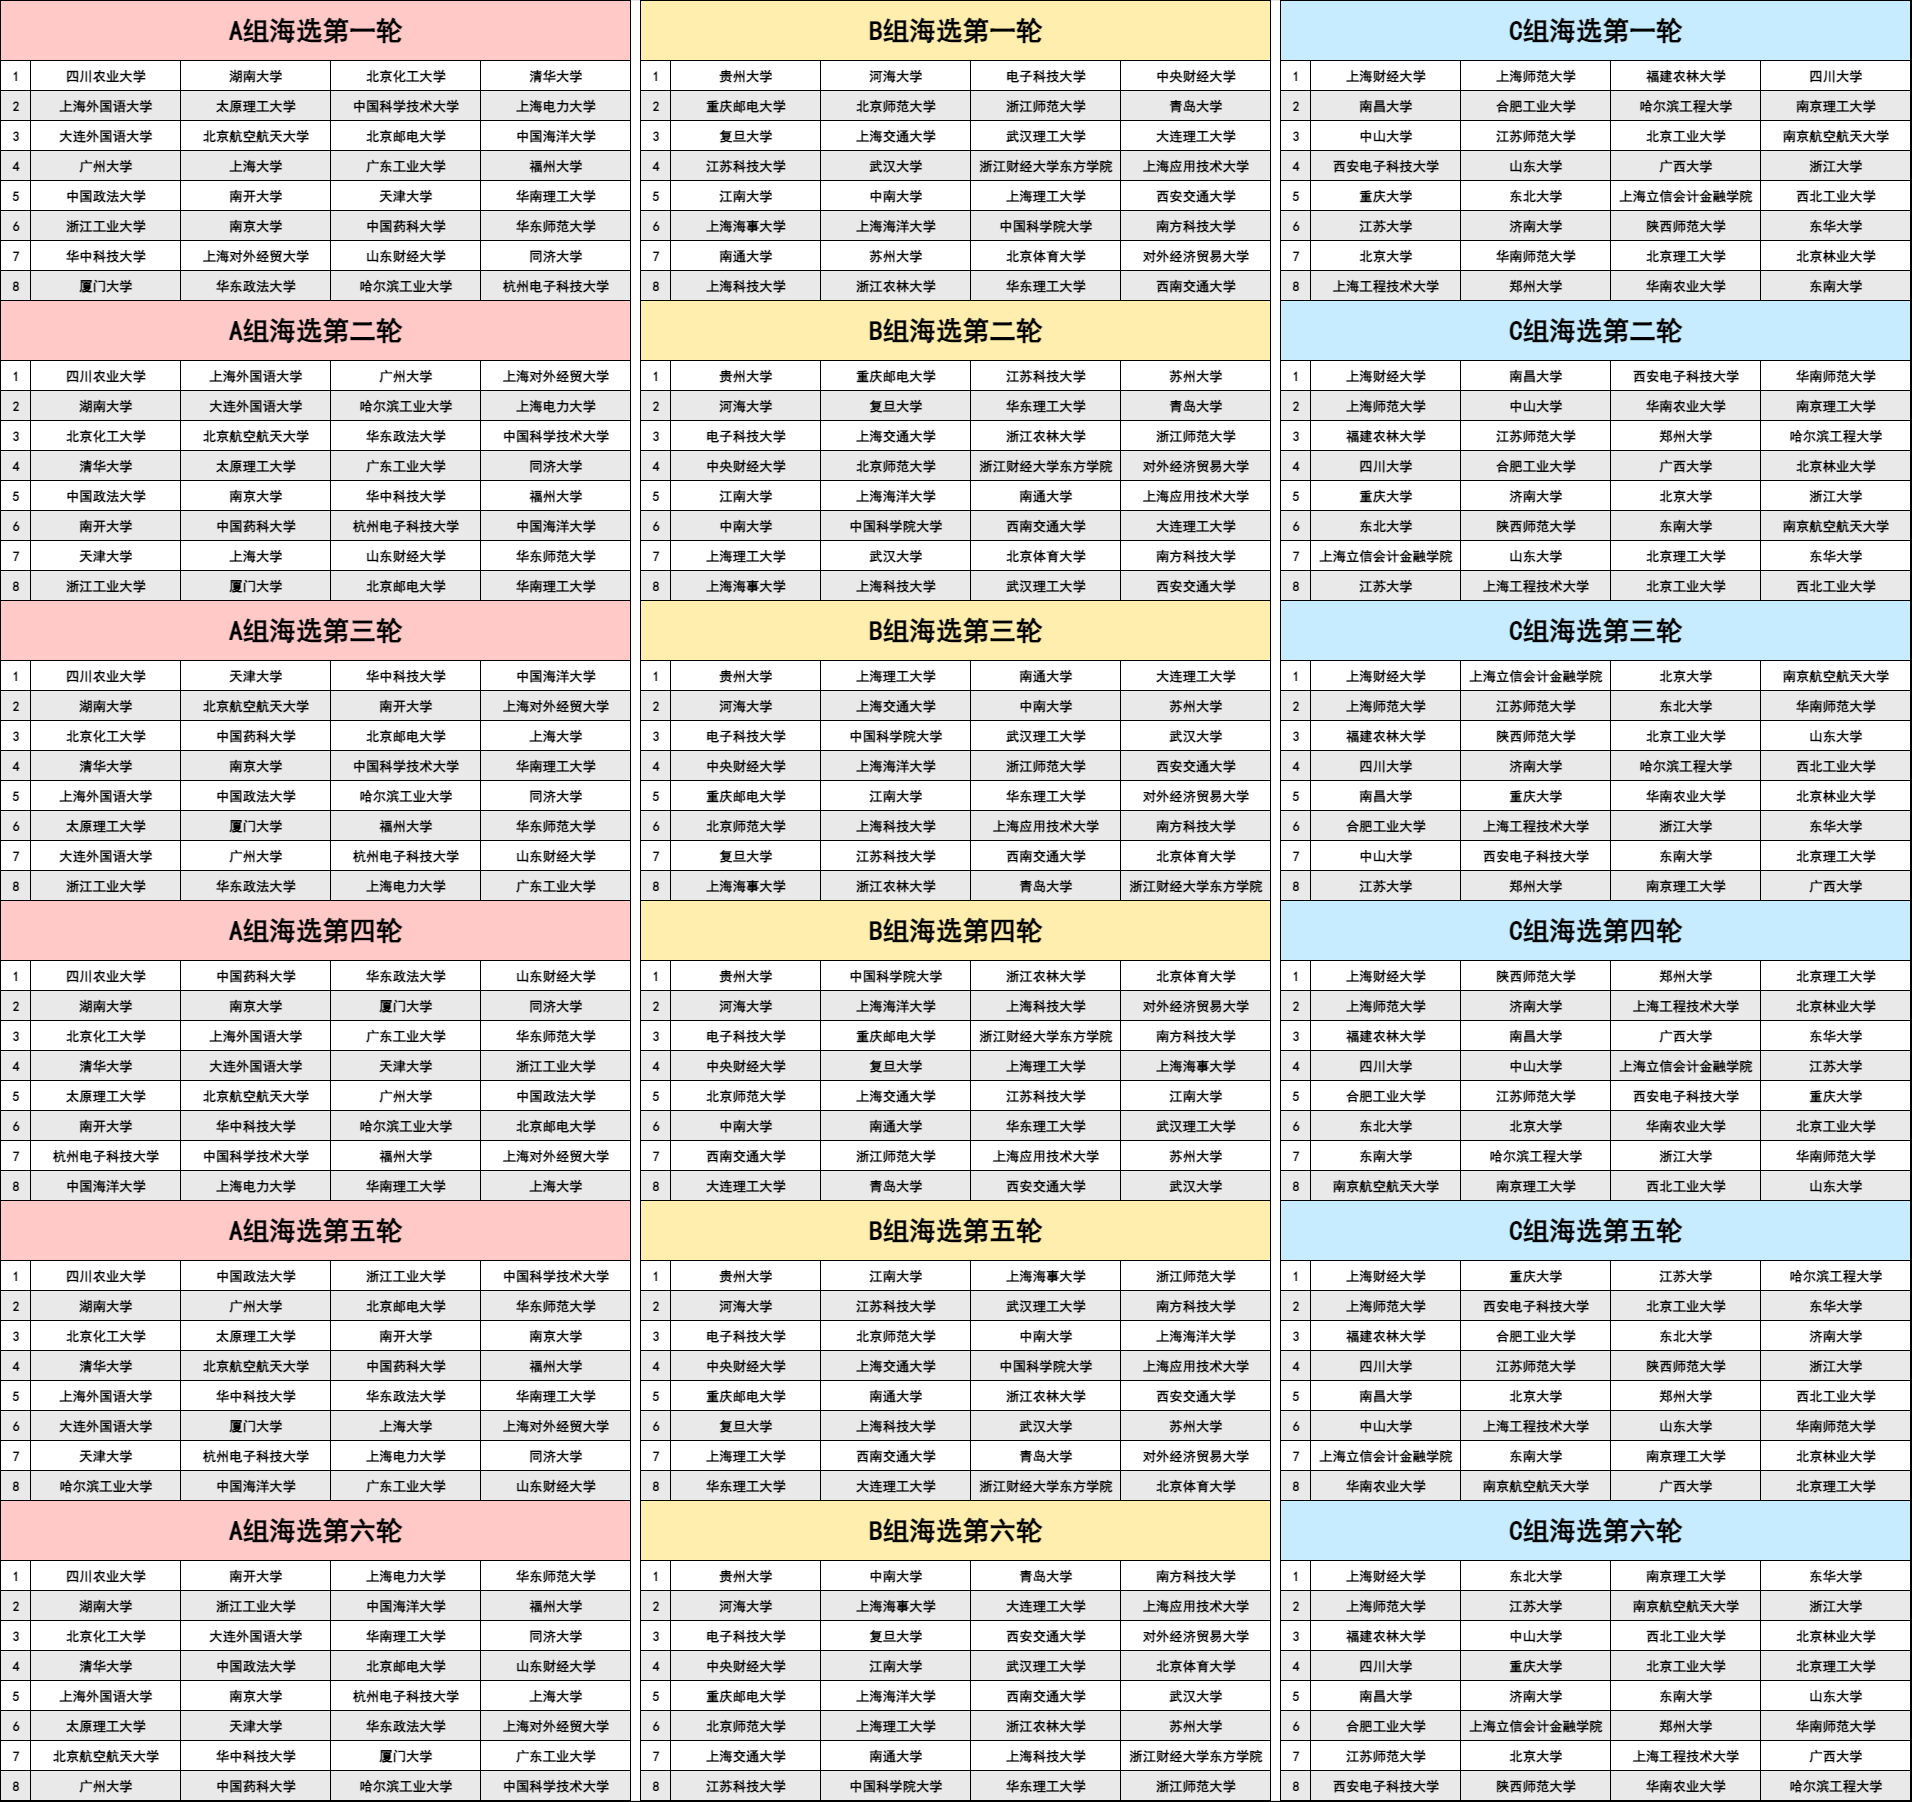 A组海选第一轮
1 四川农业大学 湖南大学 北京化工大学 清华大学
2 上海外国语大学 太原理工大学 中国科学技术大学 上海电力大学
3 大连外国语大学 北京航空航天大学 北京邮电大学 中国海洋大学
4 广州大学 上海大学 广东工业大学 福州大学
5 中国政法大学 南开大学 天津大学 华南理工大学
6 浙江工业大学 南京大学 中国药科大学 华东师范大学
7 华中科技大学 上海对外经贸大学 山东财经大学 同济大学
8 厦门大学 华东政法大学 哈尔滨工业大学 杭州电子科技大学
A组海选第二轮
1 四川农业大学 上海外国语大学 广州大学 上海对外经贸大学
2 湖南大学 大连外国语大学 哈尔滨工业大学 上海电力大学
3 北京化工大学 北京航空航天大学 华东政法大学 中国科学技术大学
4 清华大学 太原理工大学 广东工业大学 同济大学
5 中国政法大学 南京大学 华中科技大学 福州大学
6 南开大学 中国药科大学 杭州电子科技大学 中国海洋大学
7 天津大学 上海大学 山东财经大学 华东师范大学
8 浙江工业大学 厦门大学 北京邮电大学 华南理工大学
A组海选第三轮
1 四川农业大学 天津大学 华中科技大学 中国海洋大学
2 湖南大学 北京航空航天大学 南开大学 上海对外经贸大学
3 北京化工大学 中国药科大学 北京邮电大学 上海大学
4 清华大学 南京大学 中国科学技术大学 华南理工大学
5 上海外国语大学 中国政法大学 哈尔滨工业大学 同济大学
6 太原理工大学 厦门大学 福州大学 华东师范大学
7 大连外国语大学 广州大学 杭州电子科技大学 山东财经大学
8 浙江工业大学 华东政法大学 上海电力大学 广东工业大学
A组海选第四轮
1 四川农业大学 中国药科大学 华东政法大学 山东财经大学
2 湖南大学 南京大学 厦门大学 同济大学
3 北京化工大学 上海外国语大学 广东工业大学 华东师范大学
4 清华大学 大连外国语大学 天津大学 浙江工业大学
5 太原理工大学 北京航空航天大学 广州大学 中国政法大学
6 南开大学 华中科技大学 哈尔滨工业大学 北京邮电大学
7 杭州电子科技大学 中国科学技术大学 福州大学 上海对外经贸大学
8 中国海洋大学 上海电力大学 华南理工大学 上海大学
A组海选第五轮
1 四川农业大学 中国政法大学 浙江工业大学 中国科学技术大学
2 湖南大学 广州大学 北京邮电大学 华东师范大学
3 北京化工大学 太原理工大学 南开大学 南京大学
4 清华大学 北京航空航天大学 中国药科大学 福州大学
5 上海外国语大学 华中科技大学 华东政法大学 华南理工大学
6 大连外国语大学 厦门大学 上海大学 上海对外经贸大学
7 天津大学 杭州电子科技大学 上海电力大学 同济大学
8 哈尔滨工业大学 中国海洋大学 广东工业大学 山东财经大学
A组海选第六轮
1 四川农业大学 南开大学 上海电力大学 华东师范大学
2 湖南大学 浙江工业大学 中国海洋大学 福州大学
3 北京化工大学 大连外国语大学 华南理工大学 同济大学
4 清华大学 中国政法大学 北京邮电大学 山东财经大学
5 上海外国语大学 南京大学 杭州电子科技大学 上海大学
6 太原理工大学 天津大学 华东政法大学 上海对外经贸大学
7 北京航空航天大学 华中科技大学 厦门大学 广东工业大学
8 广州大学 中国药科大学 哈尔滨工业大学 中国科学技术大学
B组海选第一轮
1 贵州大学 河海大学 电子科技大学 中央财经大学
2 重庆邮电大学 北京师范大学 浙江师范大学 青岛大学
3 复旦大学 上海交通大学 武汉理工大学 大连理工大学
4 江苏科技大学 武汉大学 浙江财经大学东方学院 上海应用技术大学
5 江南大学 中南大学 上海理工大学 西安交通大学
6 上海海事大学 上海海洋大学 中国科学院大学 南方科技大学
7 南通大学 苏州大学 北京体育大学 对外经济贸易大学
8 上海科技大学 浙江农林大学 华东理工大学 西南交通大学
B组海选第二轮
1 贵州大学 重庆邮电大学 江苏科技大学 苏州大学
2 河海大学 复旦大学 华东理工大学 青岛大学
3 电子科技大学 上海交通大学 浙江农林大学 浙江师范大学
4 中央财经大学 北京师范大学 浙江财经大学东方学院 对外经济贸易大学
5 江南大学 上海海洋大学 南通大学 上海应用技术大学
6 中南大学 中国科学院大学 西南交通大学 大连理工大学
7 上海理工大学 武汉大学 北京体育大学 南方科技大学
8 上海海事大学 上海科技大学 武汉理工大学 西安交通大学
B组海选第三轮
1 贵州大学 上海理工大学 南通大学 大连理工大学
2 河海大学 上海交通大学 中南大学 苏州大学
3 电子科技大学 中国科学院大学 武汉理工大学 武汉大学
4 中央财经大学 上海海洋大学 浙江师范大学 西安交通大学
5 重庆邮电大学 江南大学 华东理工大学 对外经济贸易大学
6 北京师范大学 上海科技大学 上海应用技术大学 南方科技大学
7 复旦大学 江苏科技大学 西南交通大学 北京体育大学
8 上海海事大学 浙江农林大学 青岛大学 浙江财经大学东方学院
B组海选第四轮
1 贵州大学 中国科学院大学 浙江农林大学 北京体育大学
2 河海大学 上海海洋大学 上海科技大学 对外经济贸易大学
3 电子科技大学 重庆邮电大学 浙江财经大学东方学院 南方科技大学
4 中央财经大学 复旦大学 上海理工大学 上海海事大学
5 北京师范大学 上海交通大学 江苏科技大学 江南大学
6 中南大学 南通大学 华东理工大学 武汉理工大学
7 西南交通大学 浙江师范大学 上海应用技术大学 苏州大学
8 大连理工大学 青岛大学 西安交通大学 武汉大学
B组海选第五轮
1 贵州大学 江南大学 上海海事大学 浙江师范大学
2 河海大学 江苏科技大学 武汉理工大学 南方科技大学
3 电子科技大学 北京师范大学 中南大学 上海海洋大学
4 中央财经大学 上海交通大学 中国科学院大学 上海应用技术大学
5 重庆邮电大学 南通大学 浙江农林大学 西安交通大学
6 复旦大学 上海科技大学 武汉大学 苏州大学
7 上海理工大学 西南交通大学 青岛大学 对外经济贸易大学
8 华东理工大学 大连理工大学 浙江财经大学东方学院 北京体育大学
B组海选第六轮
1 贵州大学 中南大学 青岛大学 南方科技大学
2 河海大学 上海海事大学 大连理工大学 上海应用技术大学
3 电子科技大学 复旦大学 西安交通大学 对外经济贸易大学
4 中央财经大学 江南大学 武汉理工大学 北京体育大学
5 重庆邮电大学 上海海洋大学 西南交通大学 武汉大学
6 北京师范大学 上海理工大学 浙江农林大学 苏州大学
7 上海交通大学 南通大学 上海科技大学 浙江财经大学东方学院
8 江苏科技大学 中国科学院大学 华东理工大学 浙江师范大学
C组海选第一轮
1 上海财经大学 上海师范大学 福建农林大学 四川大学
2 南昌大学 合肥工业大学 哈尔滨工程大学 南京理工大学
3 中山大学 江苏师范大学 北京工业大学 南京航空航天大学
4 西安电子科技大学 山东大学 广西大学 浙江大学
5 重庆大学 东北大学 上海立信会计金融学院 西北工业大学
6 江苏大学 济南大学 陕西师范大学 东华大学
7 北京大学 华南师范大学 北京理工大学 北京林业大学
8 上海工程技术大学 郑州大学 华南农业大学 东南大学
C组海选第二轮
1 上海财经大学 南昌大学 西安电子科技大学 华南师范大学
2 上海师范大学 中山大学 华南农业大学 南京理工大学
3 福建农林大学 江苏师范大学 郑州大学 哈尔滨工程大学
4 四川大学 合肥工业大学 广西大学 北京林业大学
5 重庆大学 济南大学 北京大学 浙江大学
6 东北大学 陕西师范大学 东南大学 南京航空航天大学
7 上海立信会计金融学院 山东大学 北京理工大学 东华大学
8 江苏大学 上海工程技术大学 北京工业大学 西北工业大学
C组海选第三轮
1 上海财经大学 上海立信会计金融学院 北京大学 南京航空航天大学
2 上海师范大学 江苏师范大学 东北大学 华南师范大学
3 福建农林大学 陕西师范大学 北京工业大学 山东大学
4 四川大学 济南大学 哈尔滨工程大学 西北工业大学
5 南昌大学 重庆大学 华南农业大学 北京林业大学
6 合肥工业大学 上海工程技术大学 浙江大学 东华大学
7 中山大学 西安电子科技大学 东南大学 北京理工大学
8 江苏大学 郑州大学 南京理工大学 广西大学
C组海选第四轮
1 上海财经大学 陕西师范大学 郑州大学 北京理工大学
2 上海师范大学 济南大学 上海工程技术大学 北京林业大学
3 福建农林大学 南昌大学 广西大学 东华大学
4 四川大学 中山大学 上海立信会计金融学院 江苏大学
5 合肥工业大学 江苏师范大学 西安电子科技大学 重庆大学
6 东北大学 北京大学 华南农业大学 北京工业大学
7 东南大学 哈尔滨工程大学 浙江大学 华南师范大学
8 南京航空航天大学 南京理工大学 西北工业大学 山东大学
C组海选第五轮
1 上海财经大学 重庆大学 江苏大学 哈尔滨工程大学
2 上海师范大学 西安电子科技大学 北京工业大学 东华大学
3 福建农林大学 合肥工业大学 东北大学 济南大学
4 四川大学 江苏师范大学 陕西师范大学 浙江大学
5 南昌大学 北京大学 郑州大学 西北工业大学
6 中山大学 上海工程技术大学 山东大学 华南师范大学
7 上海立信会计金融学院 东南大学 南京理工大学 北京林业大学
8 华南农业大学 南京航空航天大学 广西大学 北京理工大学
C组海选第六轮
1 上海财经大学 东北大学 南京理工大学 东华大学
2 上海师范大学 江苏大学 南京航空航天大学 浙江大学
3 福建农林大学 中山大学 西北工业大学 北京林业大学
4 四川大学 重庆大学 北京工业大学 北京理工大学
5 南昌大学 济南大学 东南大学 山东大学
6 合肥工业大学 上海立信会计金融学院 郑州大学 华南师范大学
7 江苏师范大学 北京大学 上海工程技术大学 广西大学
8 西安电子科技大学 陕西师范大学 华南农业大学 哈尔滨工程大学